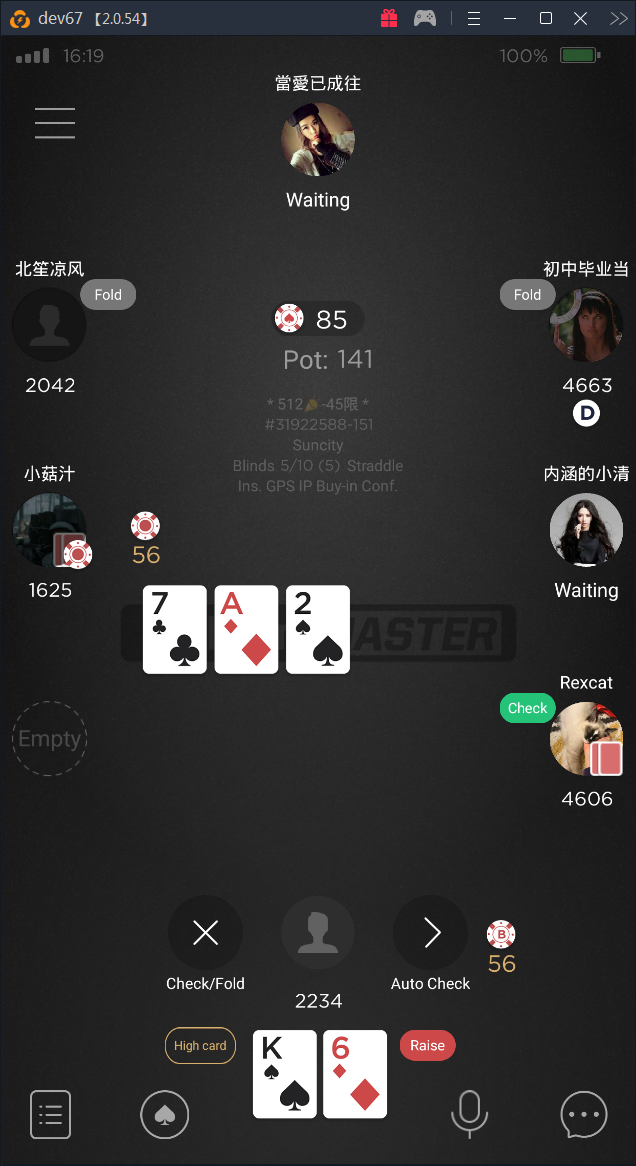 dev67 【2.0.54】
16:19
100%
當愛已成往
Waiting
北笙凉风
Fold
2042
初中毕业当
Fold
4663
D
85
Pot: 141
* 512🌽-45限 *
#31922588-151
Suncity
Blinds 5/10 (5) Straddle
Ins. GPS IP Buy-in Conf.
小菇汁
56
1625
内涵的小清
Waiting
7
A
2
ASTER
Rexcat
Check
4606
Empty
Check/Fold
2234
Auto Check
B
56
High card
K
6
Raise